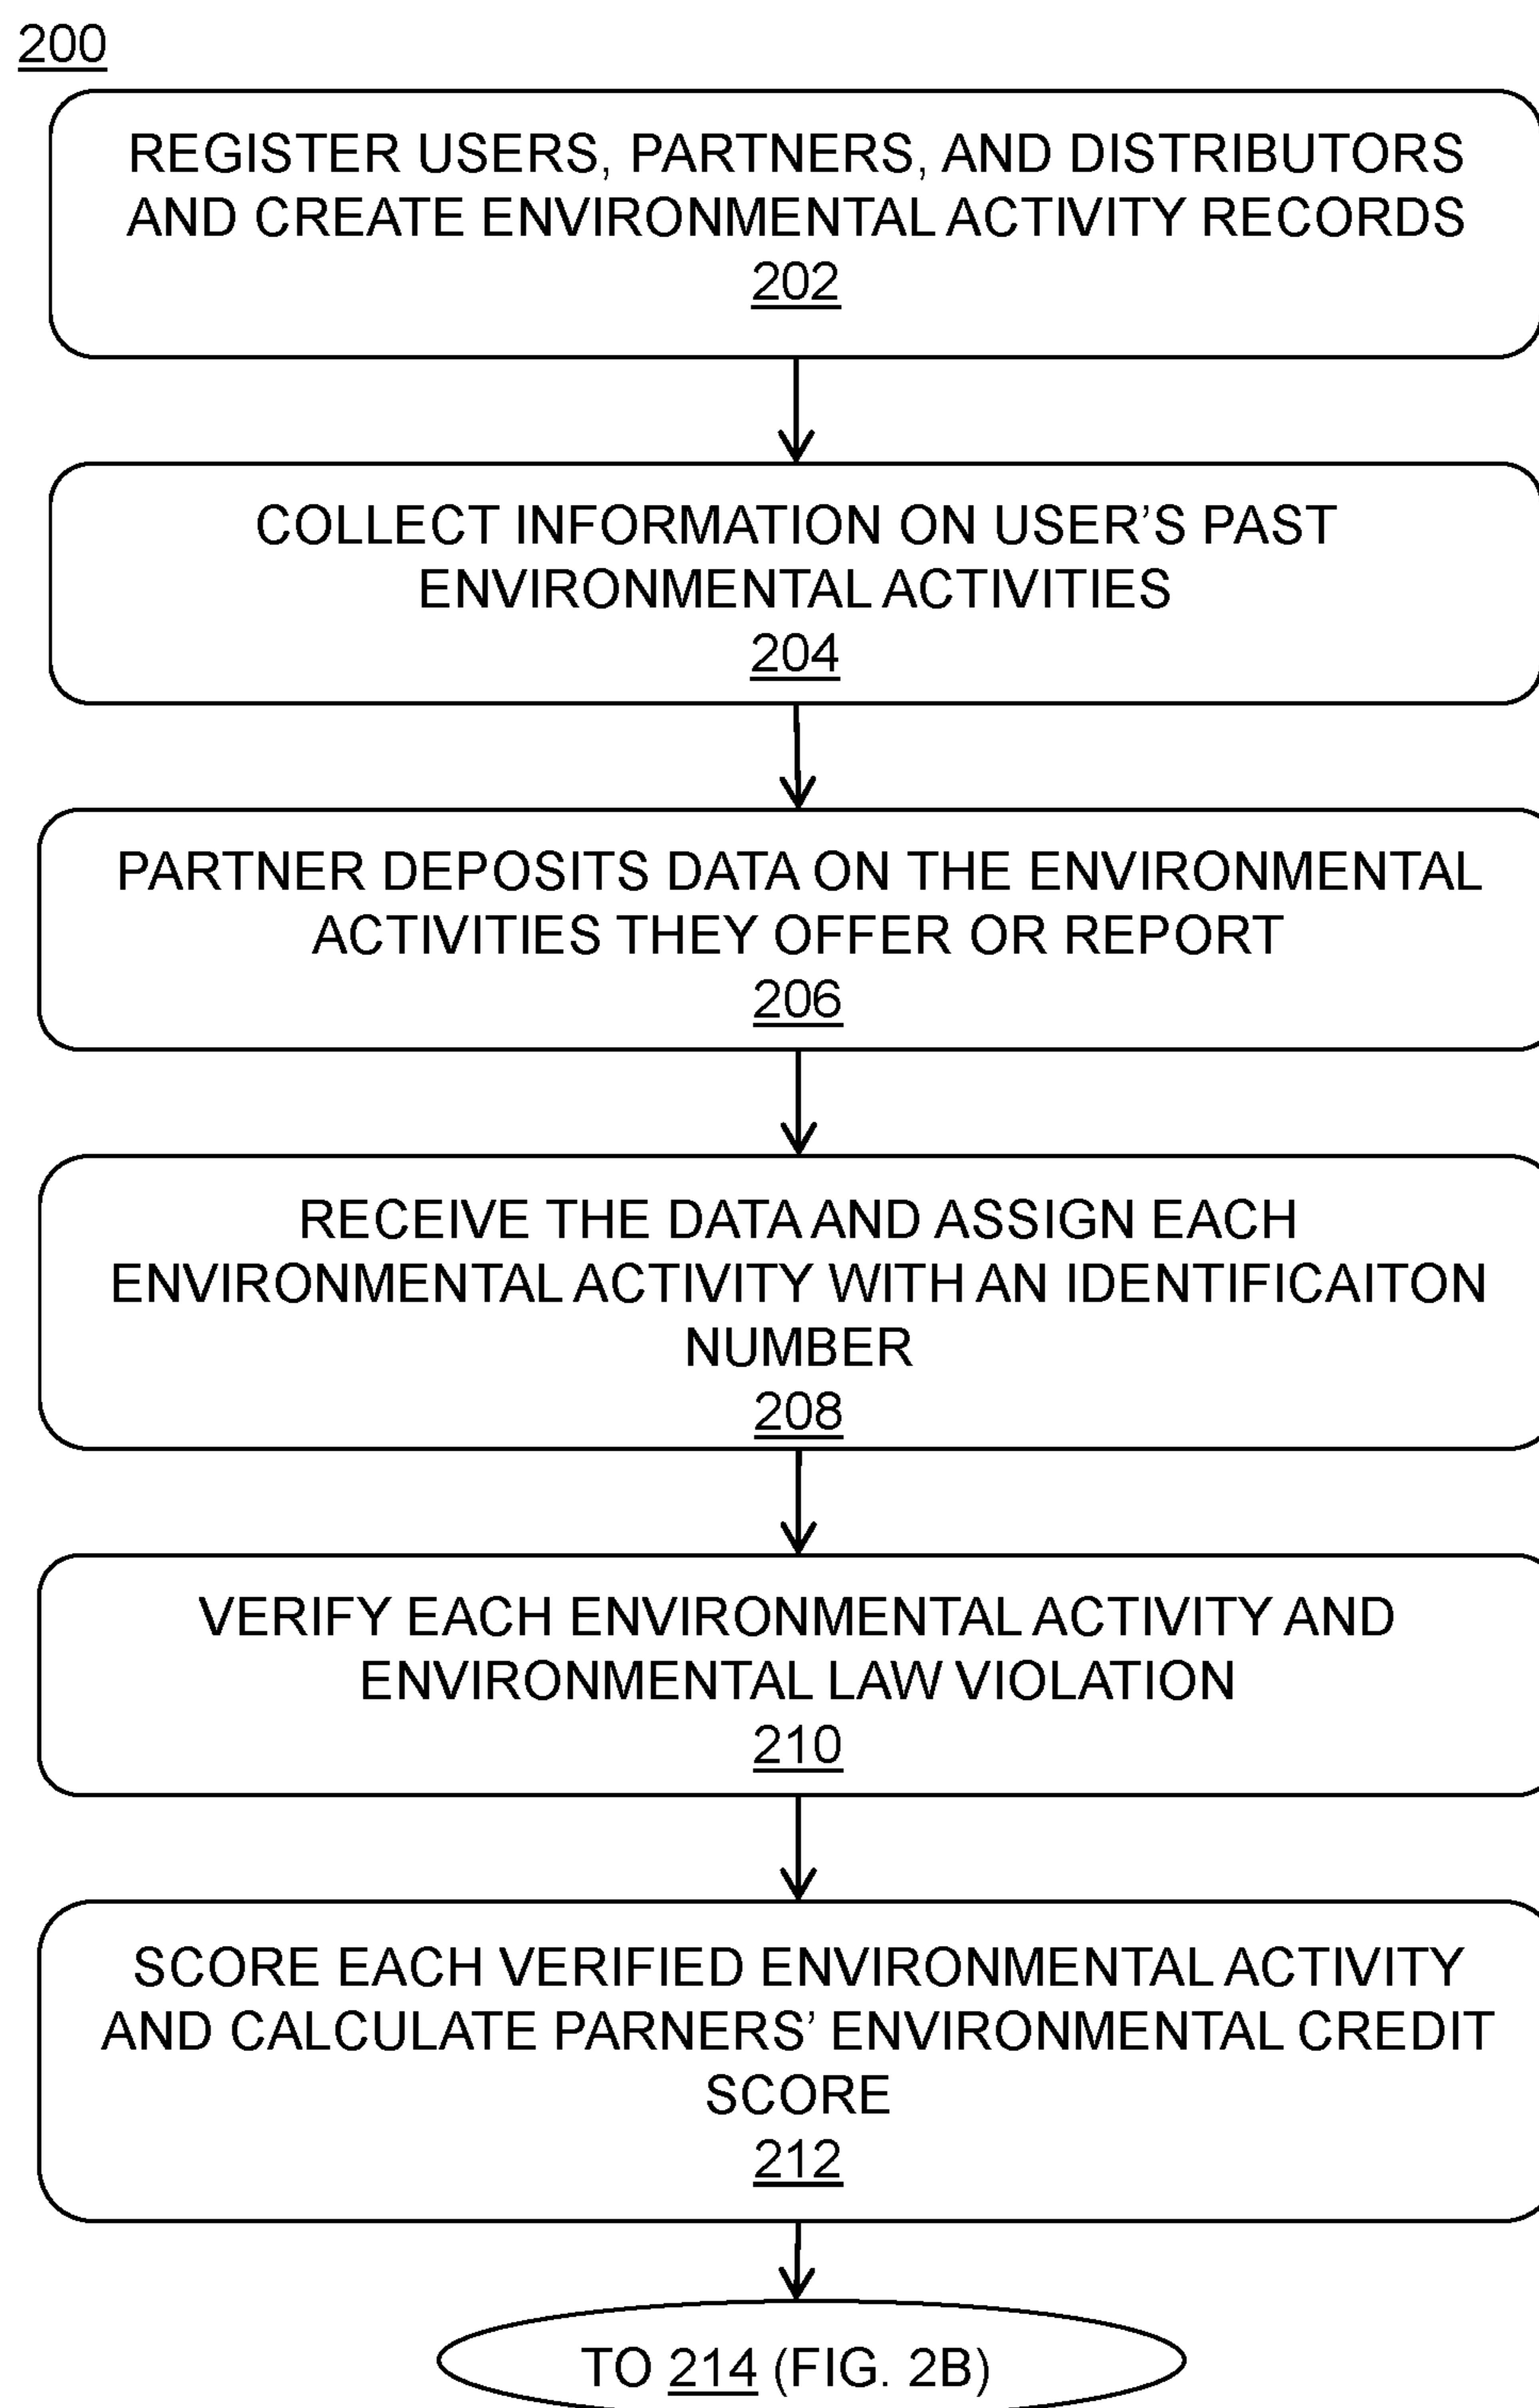 200
REGISTER USERS, PARTNERS, AND DISTRIBUTORS
AND CREATE ENVIRONMENTAL ACTIVITY RECORDS
202
COLLECT INFORMATION ON USER’S PAST
ENVIRONMENTAL ACTIVITIES
204
PARTNER DEPOSITS DATA ON THE ENVIRONMENTAL
ACTIVITIES THEY OFFER OR REPORT
206
RECEIVE THE DATA AND ASSIGN EACH
ENVIRONMENTAL ACTIVITY WITH AN IDENTIFICAITON
NUMBER
208
VERIFY EACH ENVIRONMENTAL ACTIVITY AND
ENVIRONMENTAL LAW VIOLATION
210
SCORE EACH VERIFIED ENVIRONMENTAL ACTIVITY
AND CALCULATE PARNERS’ ENVIRONMENTAL CREDIT
SCORE
212
TO 214 (FIG. 2B)